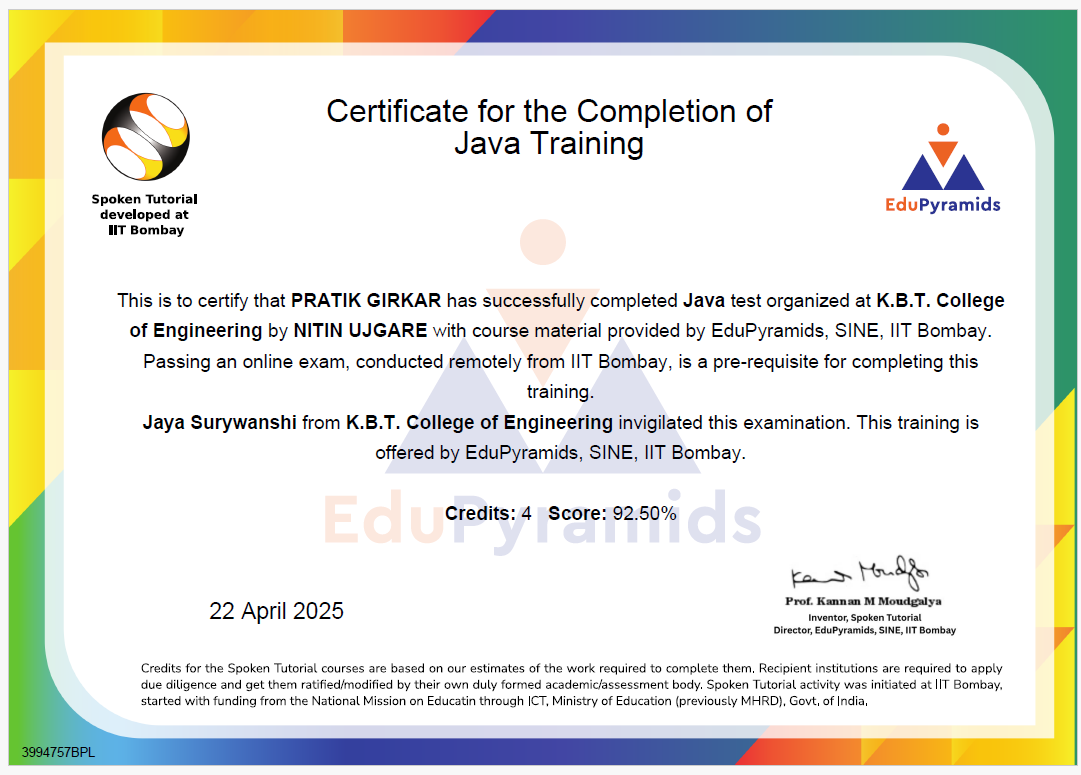 Certificate for the Completion of
Java Training
Spoken Tutorial
developed at
IIT Bombay
EduPyramids
This is to certify that PRATIK GIRKAR has successfully completed Java test organized at K.B.T. College
of Engineering by NITIN UJGARE with course material provided by EduPyramids, SINE, IIT Bombay.
Passing an online exam, conducted remotely from IIT Bombay, is a pre-requisite for completing this
training.
Jaya Surywanshi from K.B.T. College of Engineering invigilated this examination. This training is
offered by EduPyramids, SINE, IIT Bombay.
EduPyramids
Credits: 4 Score: 92.50%
22 April 2025
Prof. Kannan M Moudgalya
Inventor, Spoken Tutorial
Director, EduPyramids, SINE, IIT Bombay
Credits for the Spoken Tutorial courses are based on our estimates of the work required to complete them. Recipient institutions are required to apply
due diligence and get them ratified/modified by their own duly formed academic/assessment body. Spoken Tutorial activity was initiated at IIT Bombay,
started with funding from the National Mission on Educatin through ICT, Ministry of Education (previously MHRD), Govt, of India,
3994757BPL